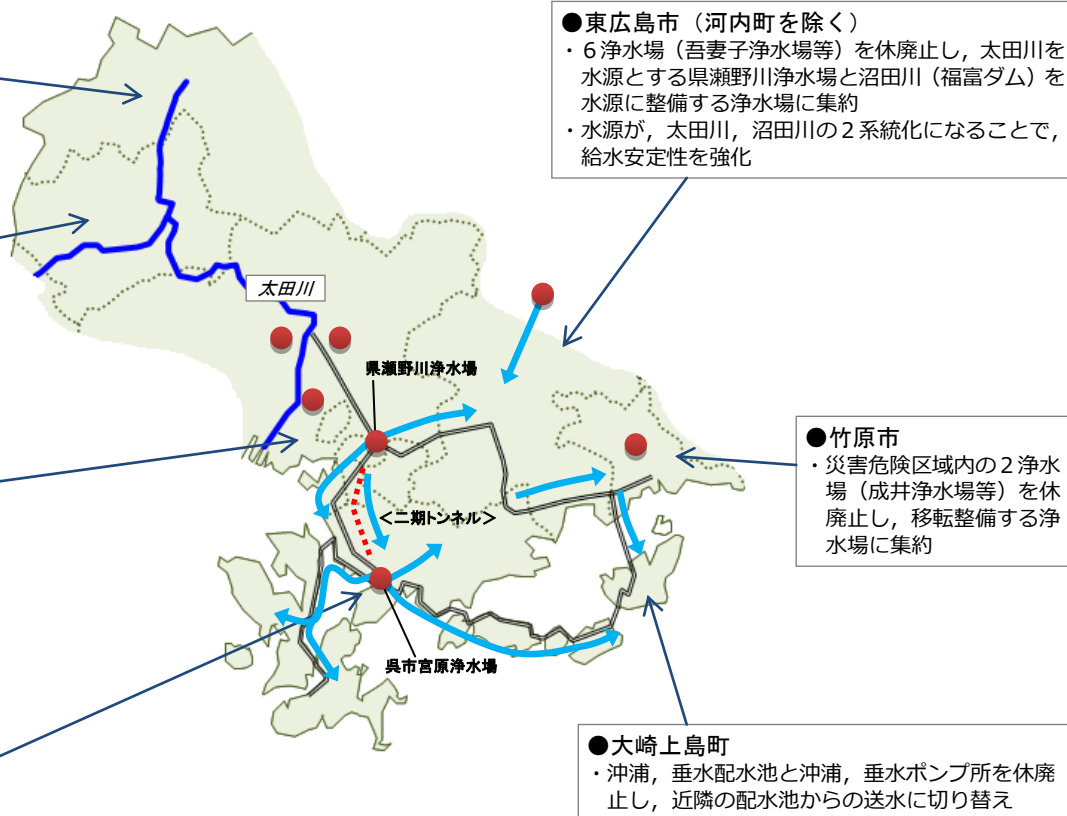 ●東広島市（河内町を除く）
・６浄水場（吾妻子浄水場等）を休廃止し，太田川を
水源とする県瀬野川浄水場と沼田川（福富ダム）を
水源に整備する浄水場に集約
・水源が，太田川，沼田川の２系統化になることで，
給水安定性を強化
太田川
県瀬野川浄水場
●竹原市
・災害危険区域内の２浄水
場（成井浄水場等）を休
廃止し，移転整備する浄
水場に集約
＜二期トンネル＞
呉市宮原浄水場
●大崎上島町
・沖浦，垂水配水池と沖浦，垂水ポンプ所を休廃
止し，近隣の配水池からの送水に切り替え